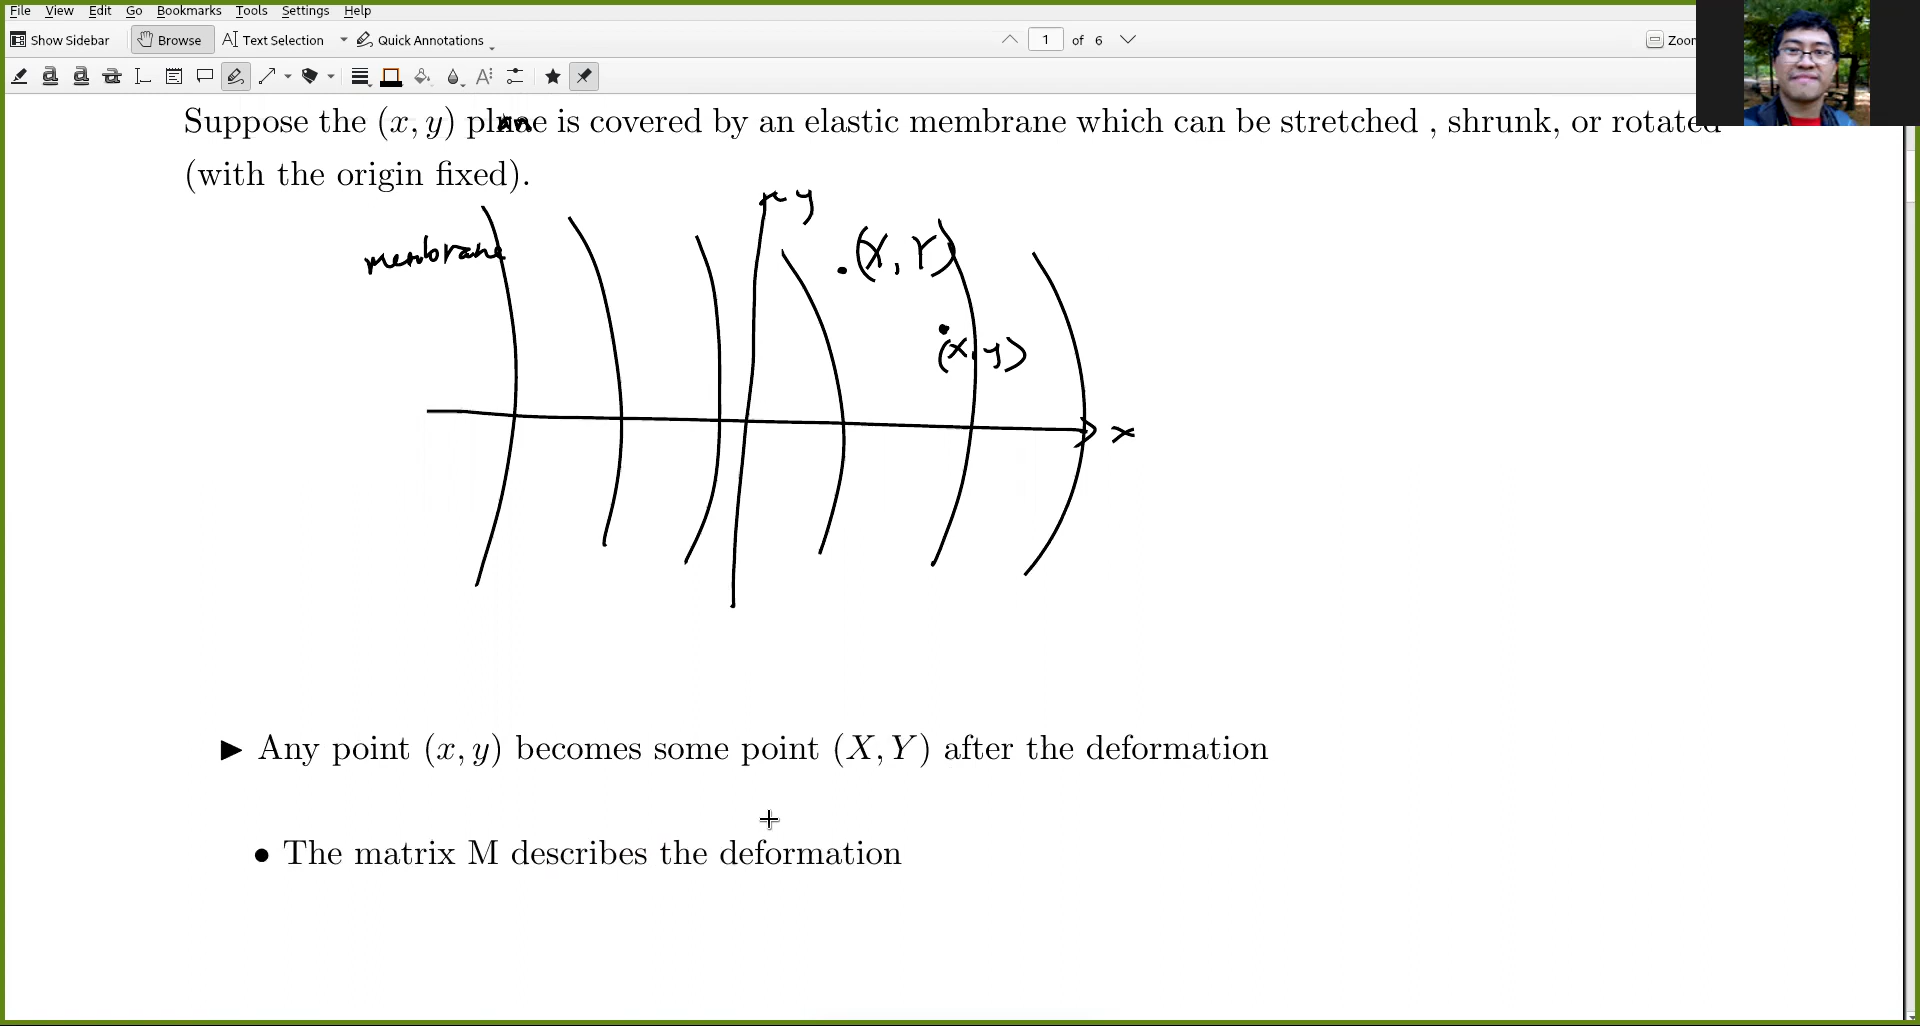 File View Edit Go Bookmarks Tools Settings Help
Show Sidebar Browse Text Selection Quick Annotations 1 of 6
Suppose the (x, y) plane is covered by an elastic membrane which can be stretched , shrunk, or rotated
(with the origin fixed).
y
membrane
(X, Y)
(x, y)
x
▶ Any point (x, y) becomes some point (X, Y) after the deformation
• The matrix M describes the deformation